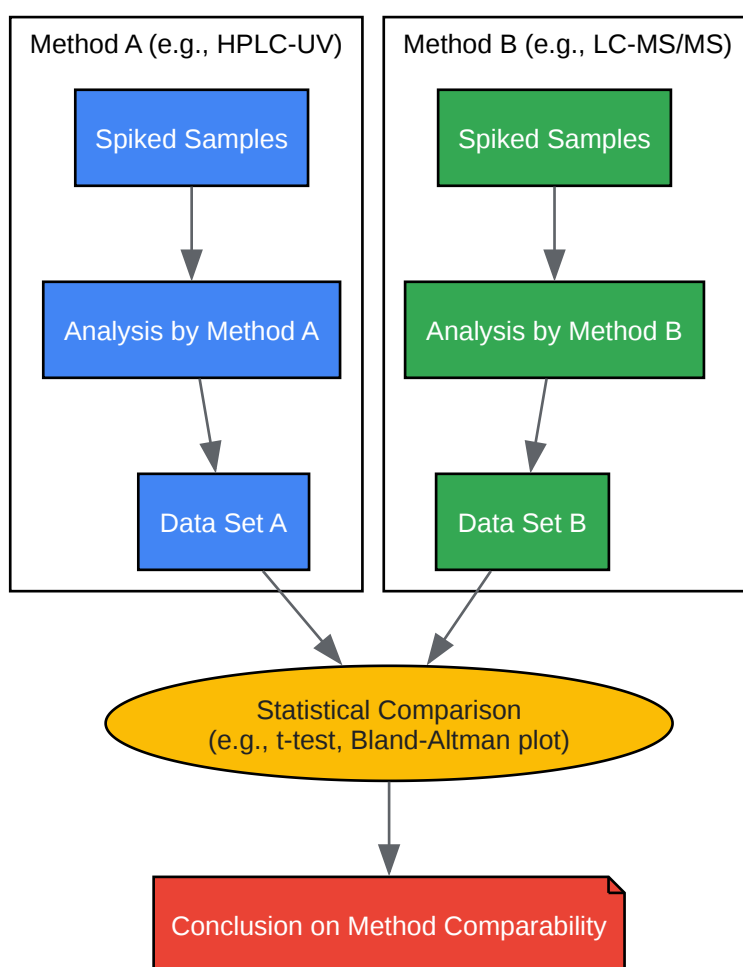 Method A (e.g., HPLC-UV)
Spiked Samples
Analysis by Method A
Data Set A
Method B (e.g., LC-MS/MS)
Spiked Samples
Analysis by Method B
Data Set B
Statistical Comparison
(e.g., t-test, Bland-Altman plot)
Conclusion on Method Comparability